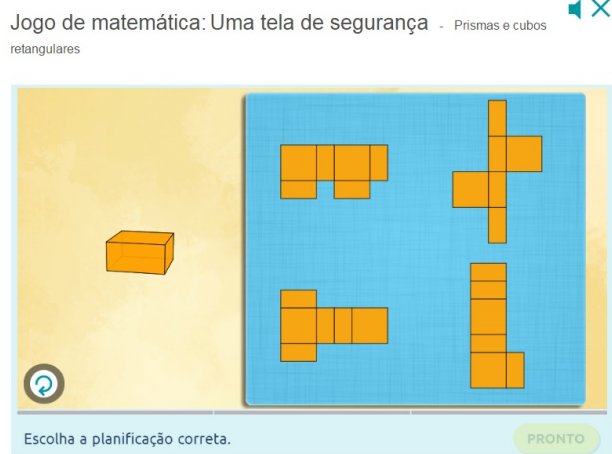 Jogo de matemática: Uma tela de segurança - Prismas e cubos
retangulares
Escolha a planificação correta.
PRONTO